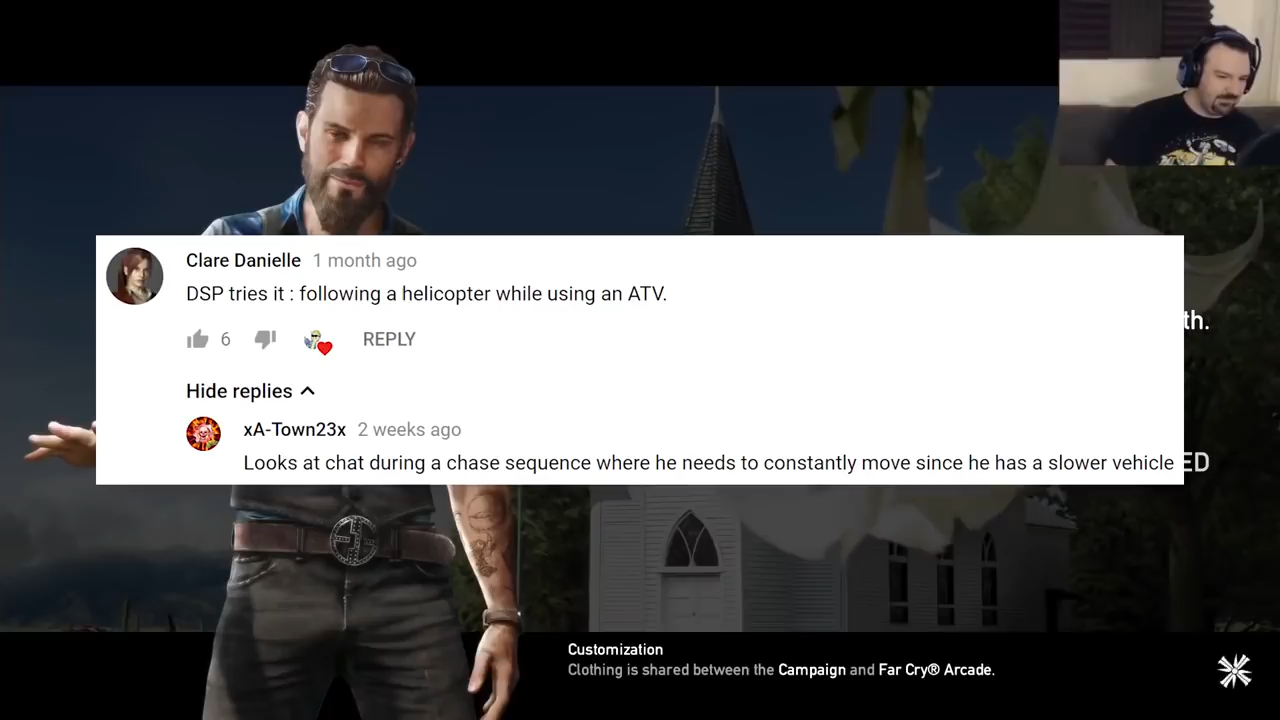 Clare Danielle 1 month ago
DSP tries it : following a helicopter while using an ATV.
6 REPLY
Hide replies
xA-Town23x 2 weeks ago
Looks at chat during a chase sequence where he needs to constantly move since he has a slower vehicle
th.
ED
Customization
Clothing is shared between the Campaign and Far Cry® Arcade.